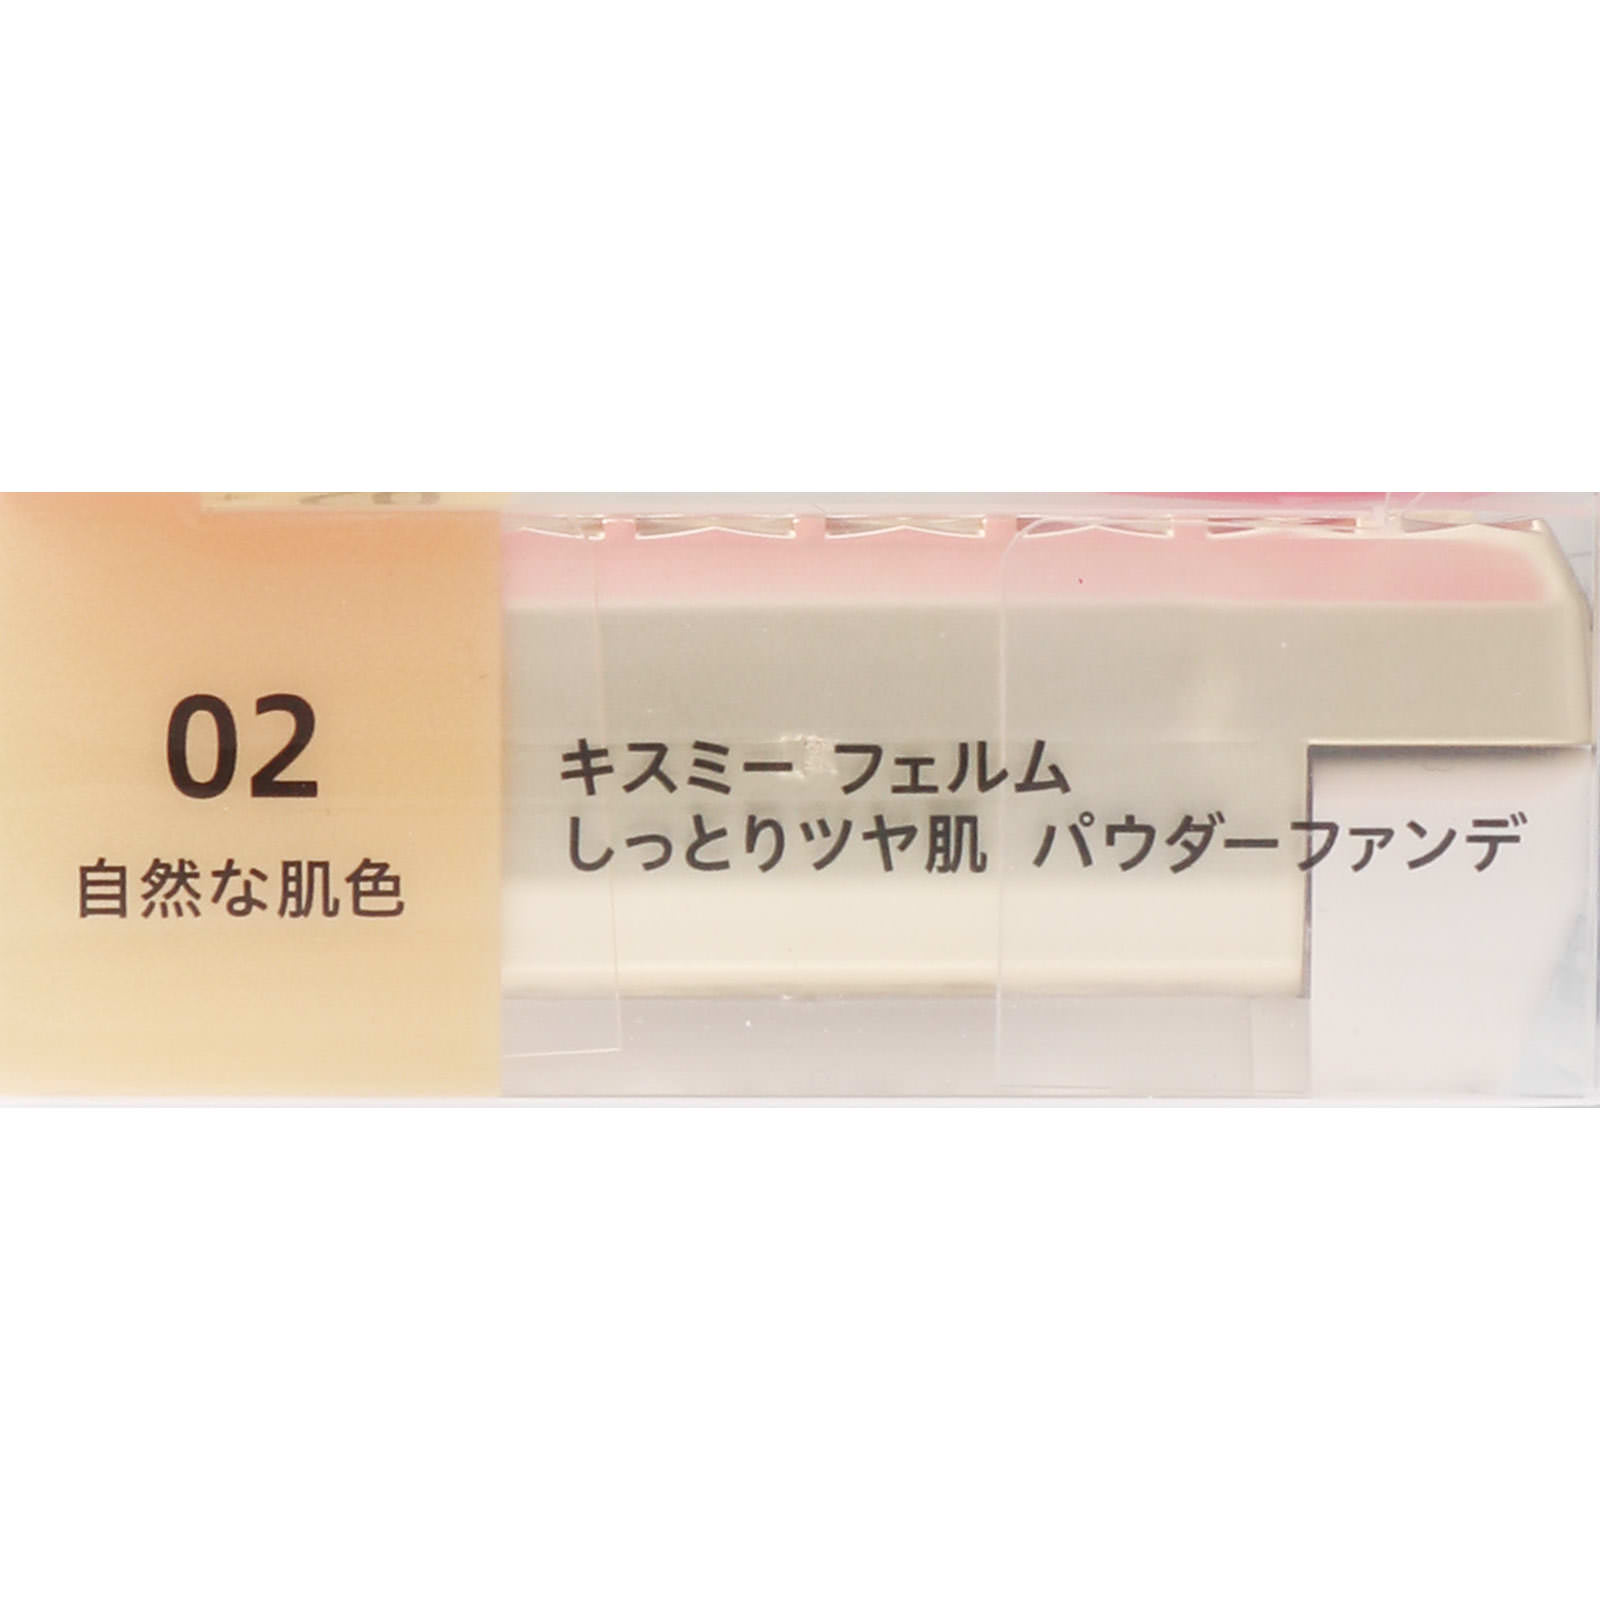 02
自然な肌色
キスミー フェルム
しっとりツヤ肌 パウダーファンデ